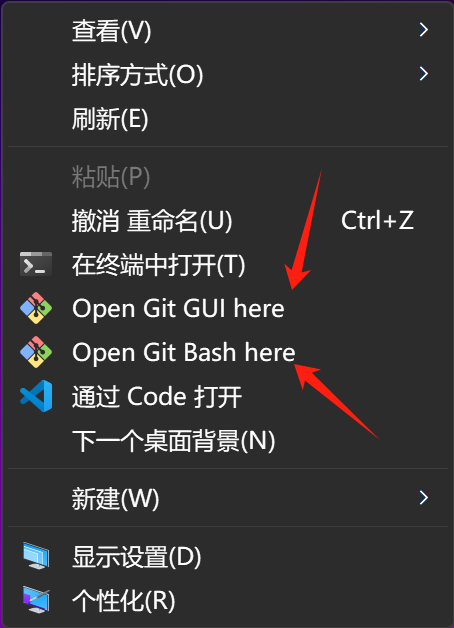 查看(V)
排序方式(O)
刷新(E)
粘贴(P)
撤消 重命名(U) Ctrl+Z
在终端中打开(T)
Open Git GUI here
Open Git Bash here
通过 Code 打开
下一个桌面背景(N)
新建(W)
显示设置(D)
个性化(R)